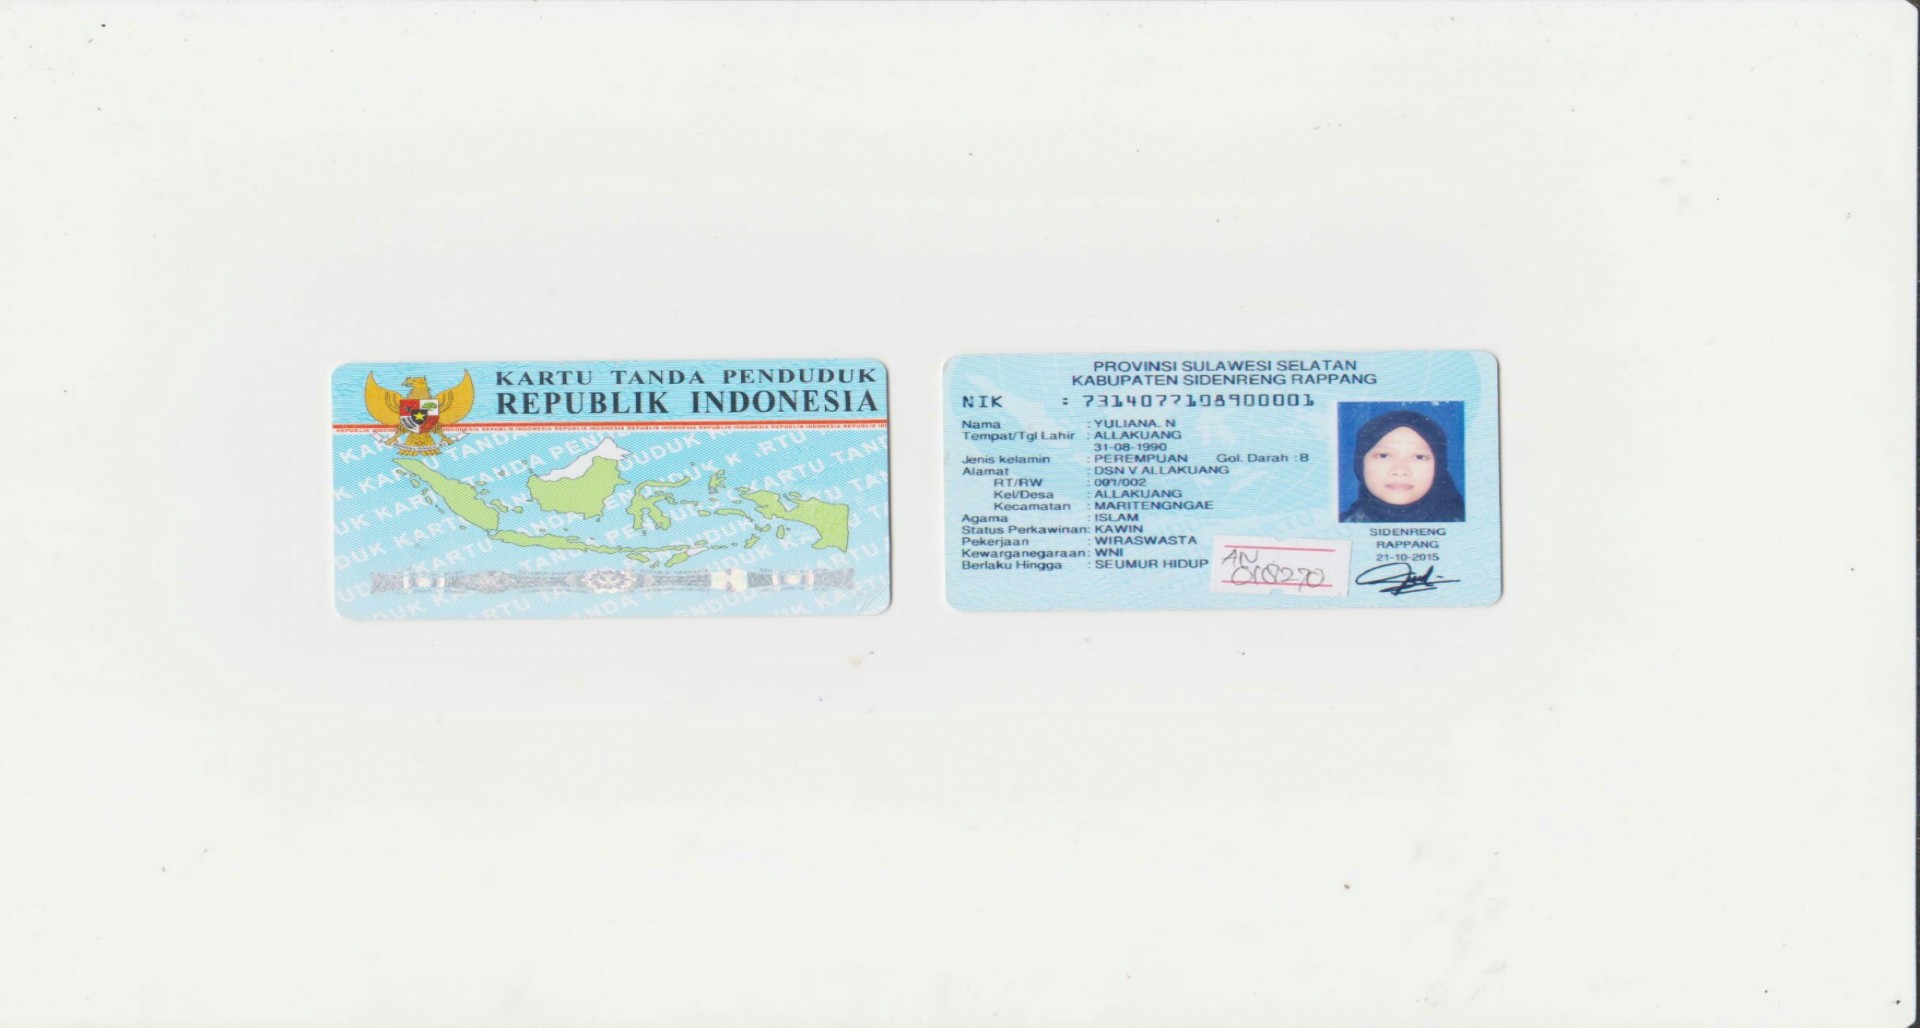 KARTU TANDA PENDUDUK
REPUBLIK INDONESIA
PROVINSI SULAWESI SELATAN
KABUPATEN SIDENRENG RAPPANG
NIK : 7314077108900001
Nama : YULIANA. N
Tempat/Tgl Lahir : ALLAKUANG
31-08-1990
Jenis kelamin : PEREMPUAN Gol. Darah : B
Alamat : DSN V ALLAKUANG
RT/RW : 001/002
Kel/Desa : ALLAKUANG
Kecamatan : MARITENGNGAE
Agama : ISLAM
Status Perkawinan: KAWIN
Pekerjaan : WIRASWASTA
Kewarganegaraan: WNI
Berlaku Hingga : SEUMUR HIDUP
SIDENRENG
RAPPANG
21-10-2015
AN